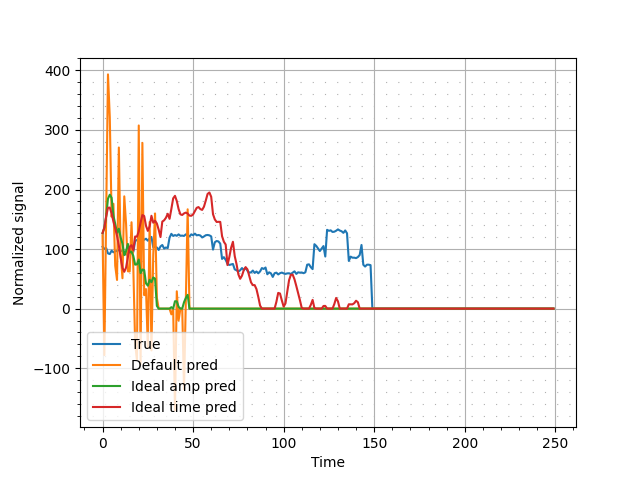 400
300
200
100
0
−100
Normalized signal
True
Default pred
Ideal amp pred
Ideal time pred
0 50 100 150 200 250
Time